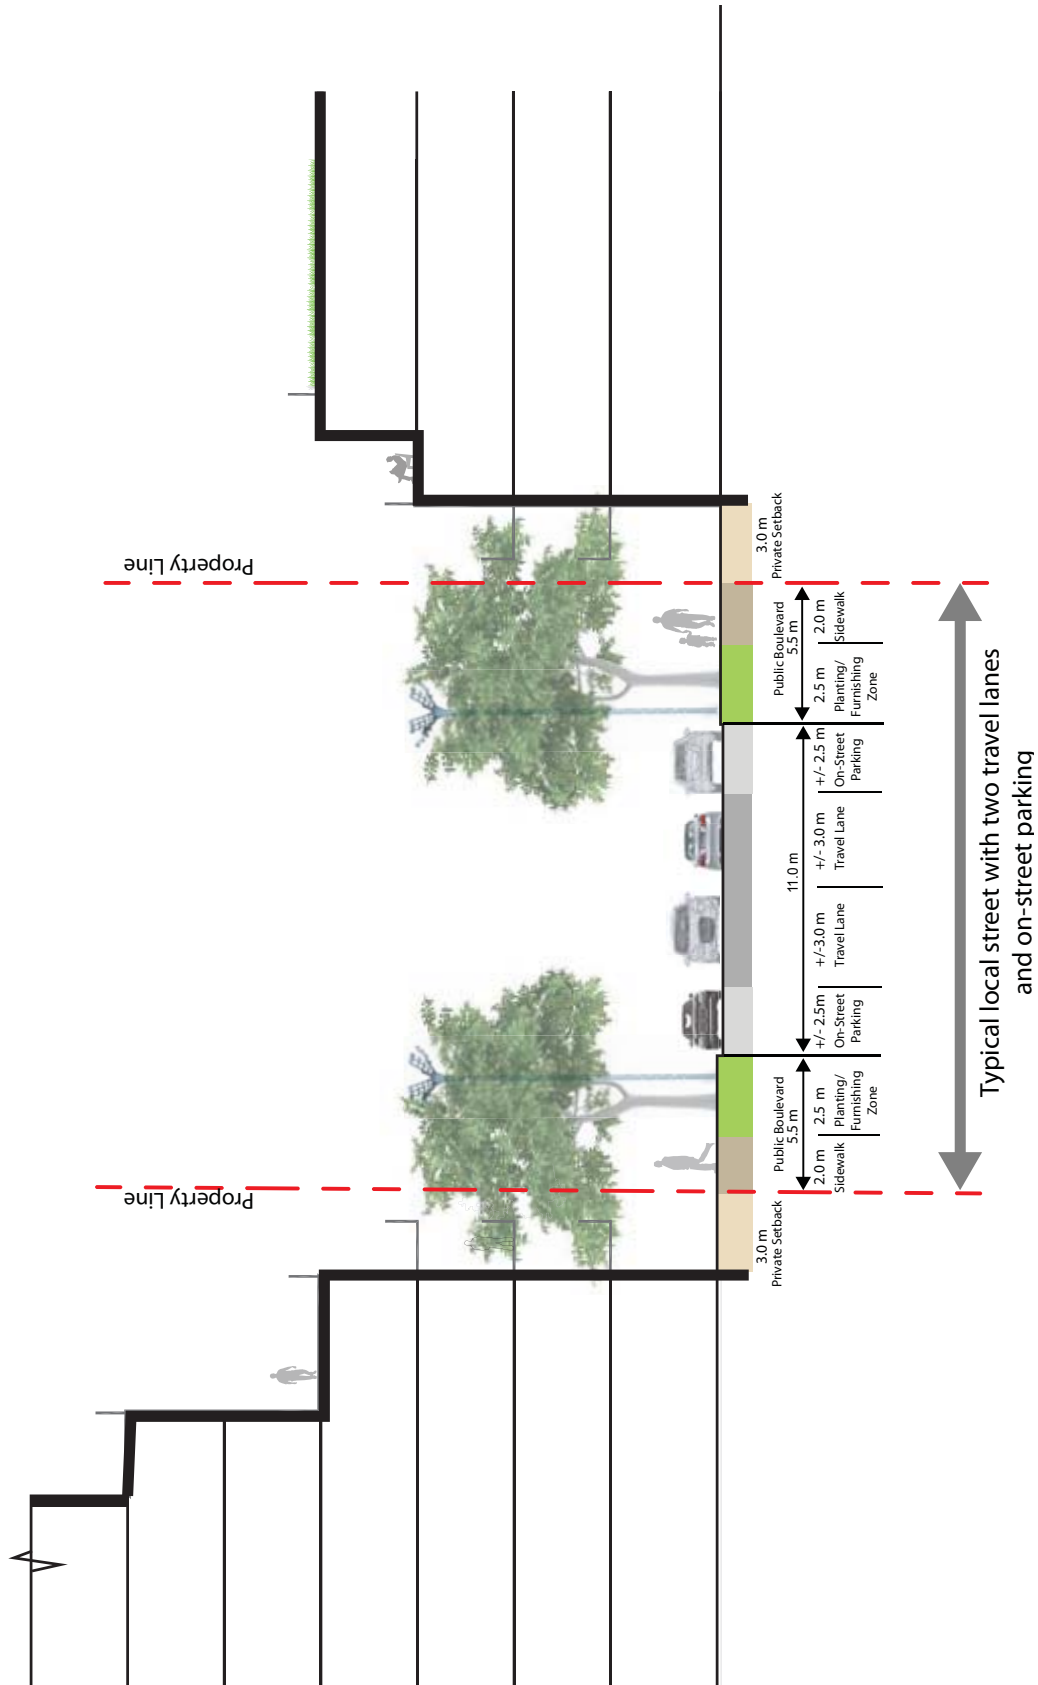 Property Line
Property Line
3.0 m
Private Setback
Public Boulevard
5.5 m
2.0 m
Sidewalk
2.5 m
Planting/
Furnishing
Zone
11.0 m
+/- 2.5m
On-Street
Parking
+/-3.0 m
Travel Lane
+/- 3.0 m
Travel Lane
+/- 2.5 m
On-Street
Parking
Public Boulevard
5.5 m
2.5 m
Planting/
Furnishing
Zone
2.0 m
Sidewalk
3.0 m
Private Setback
Typical local street with two travel lanes
and on-street parking